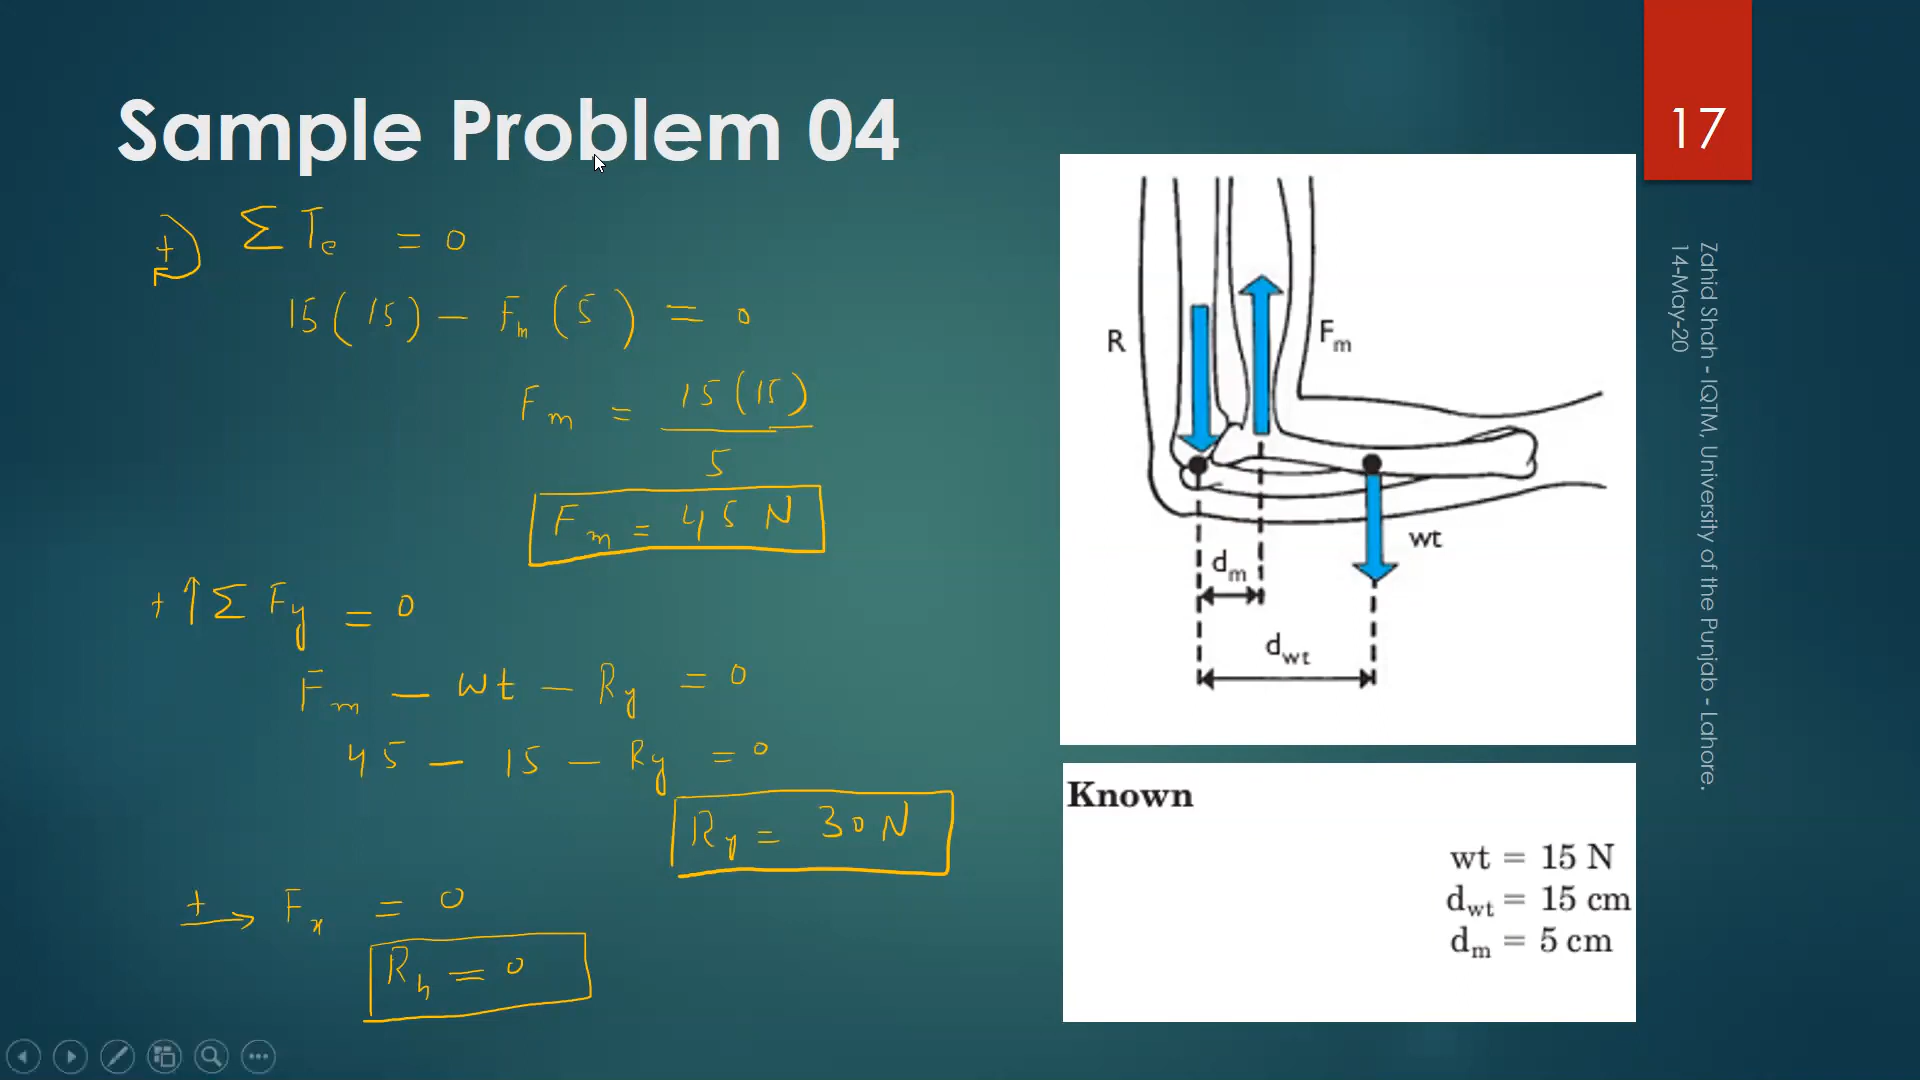 Sample Problem 04
17
+ Σ Te = 0
15(15) - Fm(5) = 0
Fm = 15(15)
5
Fm = 45 N
+ ↑ Σ Fy = 0
Fm - wt - Ry = 0
45 - 15 - Ry = 0
Ry = 30 N
+ → Fx = 0
Rh = 0
R
Fm
wt
dm
dwt
Known
wt = 15 N
dwt = 15 cm
dm = 5 cm
Zahid Shah - IQTM, University of the Punjab - Lahore.
14-May-20